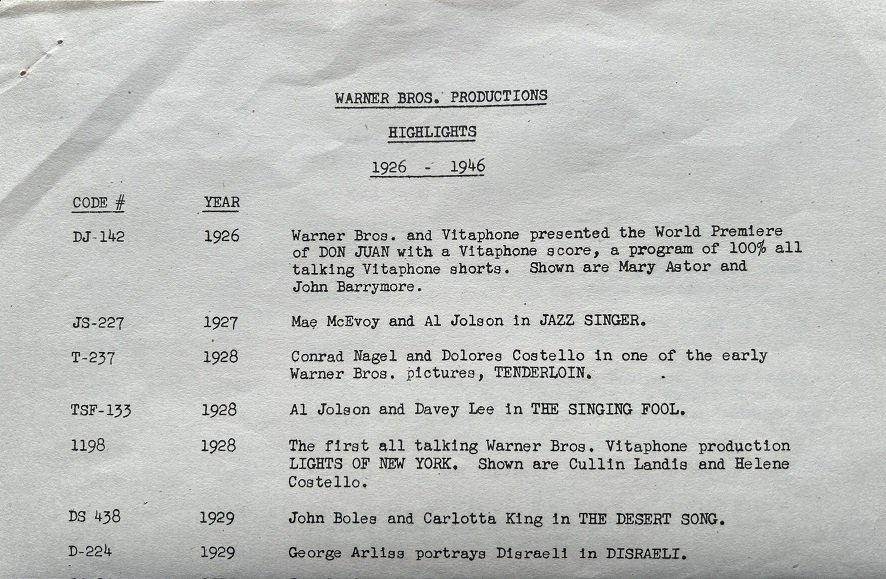 WARNER BROS. PRODUCTIONS
HIGHLIGHTS
1926 - 1946
CODE # YEAR
DJ-142 1926 Warner Bros. and Vitaphone presented the World Premiere
of DON JUAN with a Vitaphone score, a program of 100% all
talking Vitaphone shorts. Shown are Mary Astor and
John Barrymore.
JS-227 1927 Mae McEvoy and Al Jolson in JAZZ SINGER.
T-237 1928 Conrad Nagel and Dolores Costello in one of the early
Warner Bros. pictures, TENDERLOIN.
TSF-133 1928 Al Jolson and Davey Lee in THE SINGING FOOL.
1198 1928 The first all talking Warner Bros. Vitaphone production
LIGHTS OF NEW YORK. Shown are Cullin Landis and Helene
Costello.
DS 438 1929 John Boles and Carlotta King in THE DESERT SONG.
D-224 1929 George Arliss portrays Disraeli in DISRAELI.